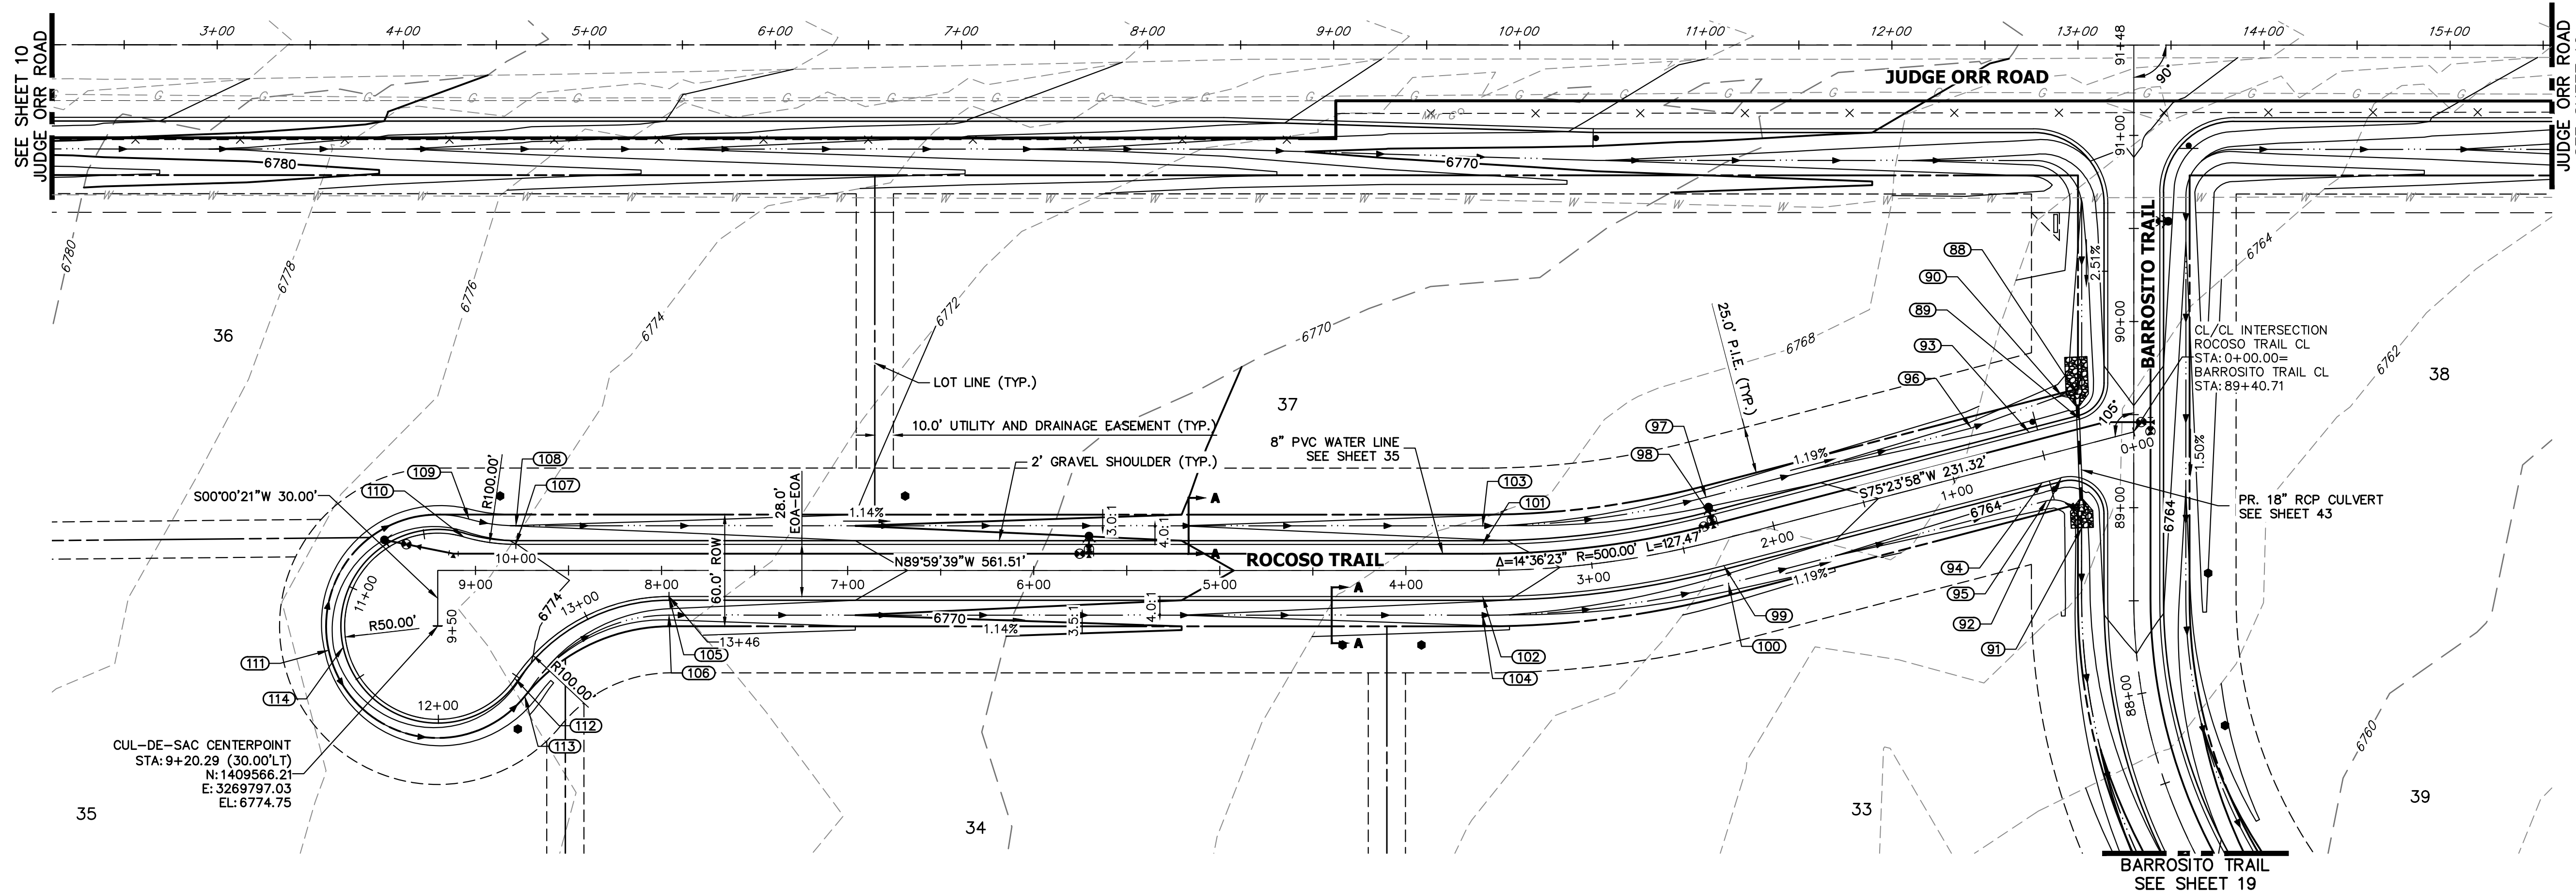 3+00 4+00 5+00 6+00 7+00 8+00 9+00 10+00 11+00 12+00 13+00 14+00 15+00
SEE SHEET 10
JUDGE ORR ROAD
JUDGE ORR ROAD
JUDGE ORR ROAD
91+48
90°
91+00
G G G G G G G G G G G G G G G G G G G G G G G
6780
6770
W W W W W W W W W W W W W W W W W W W W W W W
6780
6778
6776
6774
6772
6770
6768
6764
6762
6760
36
37
38
35
34
33
39
BARROSITO TRAIL
2.51%
90+00
88
90
89
93
96
97
98
25.0' P.I.E. (TYP.)
CL/CL INTERSECTION
ROCOSO TRAIL CL
STA: 0+00.00=
BARROSITO TRAIL CL
STA: 89+40.71
105°
0+00
1.50%
LOT LINE (TYP.)
10.0' UTILITY AND DRAINAGE EASEMENT (TYP.)
8" PVC WATER LINE
SEE SHEET 35
2' GRAVEL SHOULDER (TYP.)
109
110
108
107
R100.00'
S00°00'21"W 30.00'
28.0'
EOA-EOA
1.14%
3.0:1
4.0:1
A
A
103
101
1.19%
S75°23'58"W 231.32'
1+00
6764
89+00
6764
PR. 18" RCP CULVERT
SEE SHEET 43
ROCOSO TRAIL
N89°59'39"W 561.51'
Δ=14°36'23" R=500.00' L=127.47'
2+00
3+00
4+00
5+00
6+00
7+00
8+00
9+00
10+00
11+00
12+00
13+00
13+46
9+50
60.0' ROW
R50.00'
6774
6770
1.14%
3.5:1
4.0:1
A
A
1.19%
94
95
92
91
99
100
102
104
105
106
111
114
R100.00'
112
113
88+00
CUL-DE-SAC CENTERPOINT
STA: 9+20.29 (30.00'LT)
N: 1409566.21
E: 3269797.03
EL: 6774.75
BARROSITO TRAIL
SEE SHEET 19